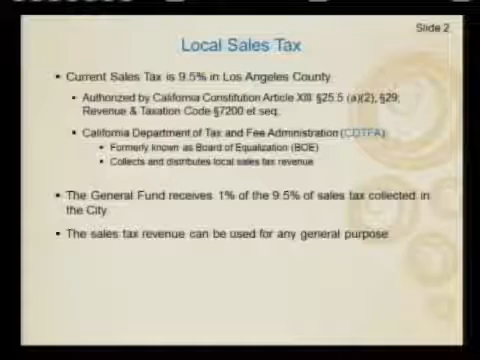 Slide 2
Local Sales Tax
Current Sales Tax is 9.5% in Los Angeles County
Authorized by California Constitution Article XIII §25.5 (a)(2), §29;
Revenue & Taxation Code §7200 et seq.
California Department of Tax and Fee Administration (CDTFA)
Formerly known as Board of Equalization (BOE)
Collects and distributes local sales tax revenue
The General Fund receives 1% of the 9.5% of sales tax collected in
the City
The sales tax revenue can be used for any general purpose